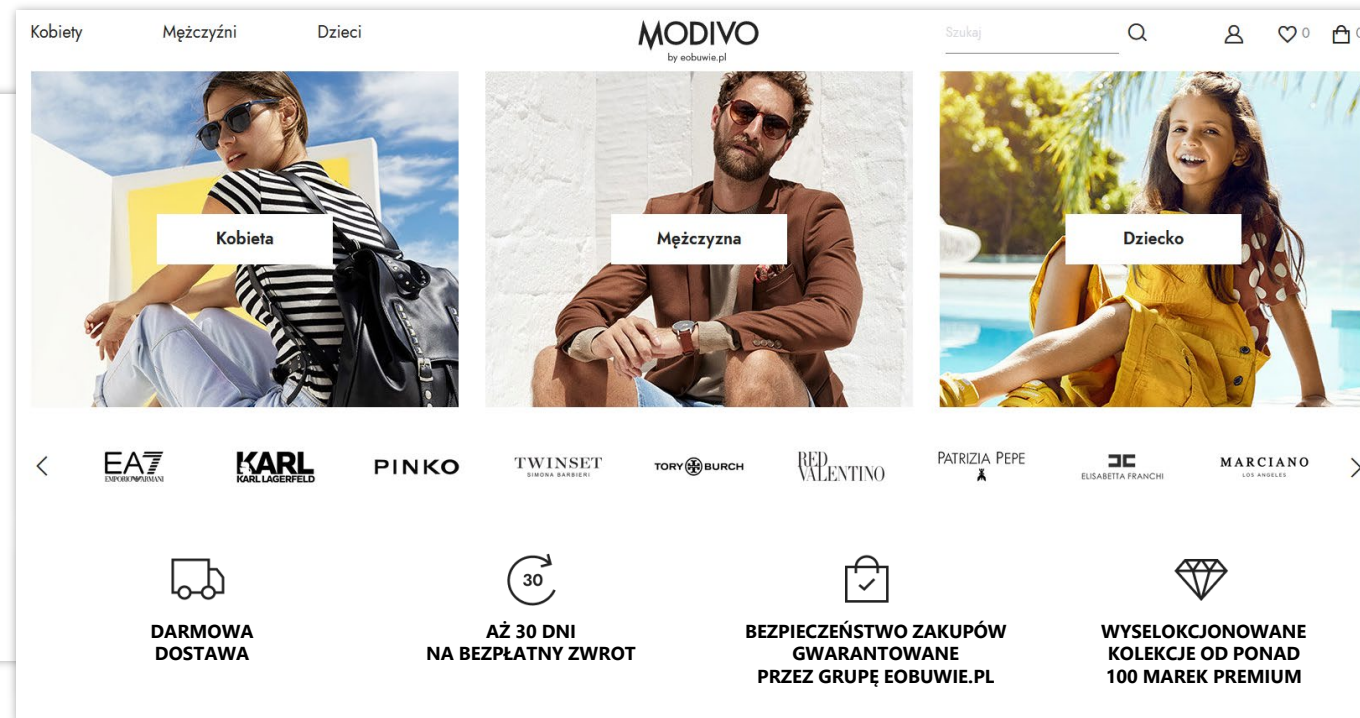 Kobiety
Mężczyźni
Dzieci
MODIVO
by eobuwie.pl
Szukaj
0
Kobieta
Mężczyzna
Dziecko
EA7
EMPORIO ARMANI
KARL
KARL LAGERFELD
PINKO
TWINSET
SIMONA BARBIERI
TORY BURCH
RED
VALENTINO
PATRIZIA PEPE
ELISABETTA FRANCHI
MARCIANO
LOS ANGELES
30
DARMOWA
DOSTAWA
AŻ 30 DNI
NA BEZPŁATNY ZWROT
BEZPIECZEŃSTWO ZAKUPÓW
GWARANTOWANE
PRZEZ GRUPĘ EOBUWIE.PL
WYSELOKCJONOWANE
KOLEKCJE OD PONAD
100 MAREK PREMIUM